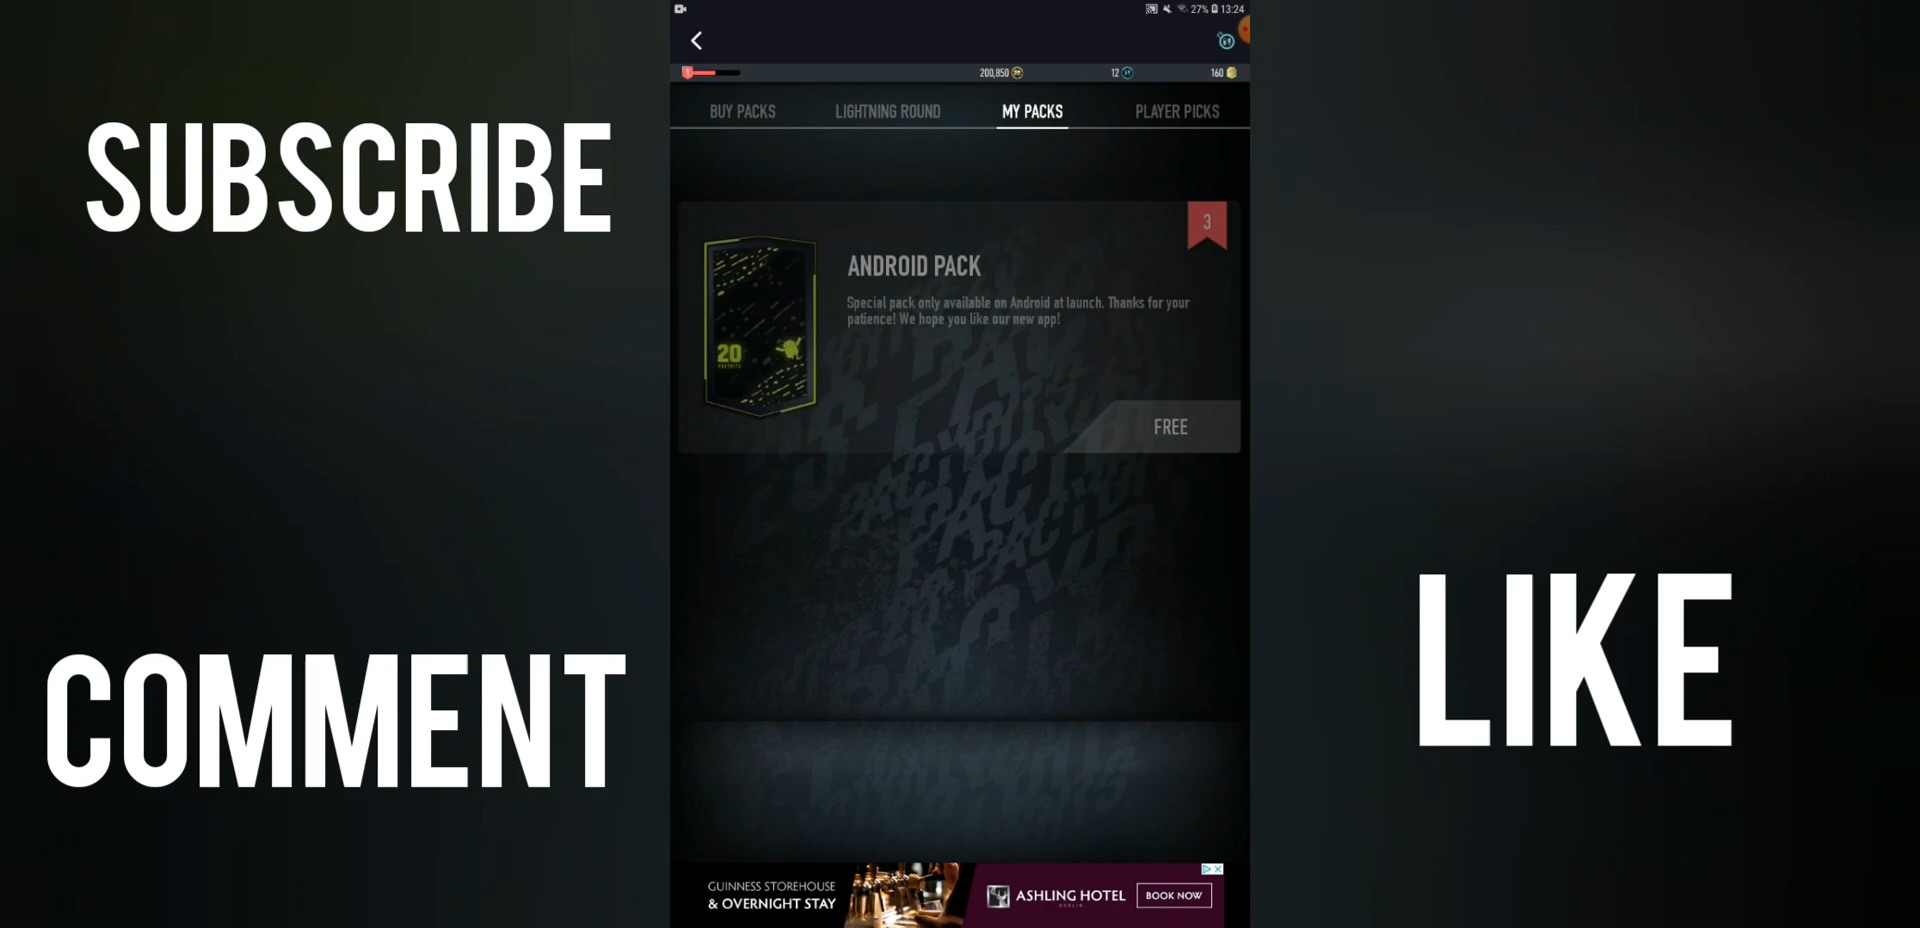 27% 13:24
1
200,850
12
160
BUY PACKS LIGHTNING ROUND MY PACKS PLAYER PICKS
SUBSCRIBE
3
ANDROID PACK
Special pack only available on Android at launch. Thanks for your
patience! We hope you like our new app!
20
FREE
COMMENT
LIKE
GUINNESS STOREHOUSE
& OVERNIGHT STAY
ASHLING HOTEL
DUBLIN
BOOK NOW